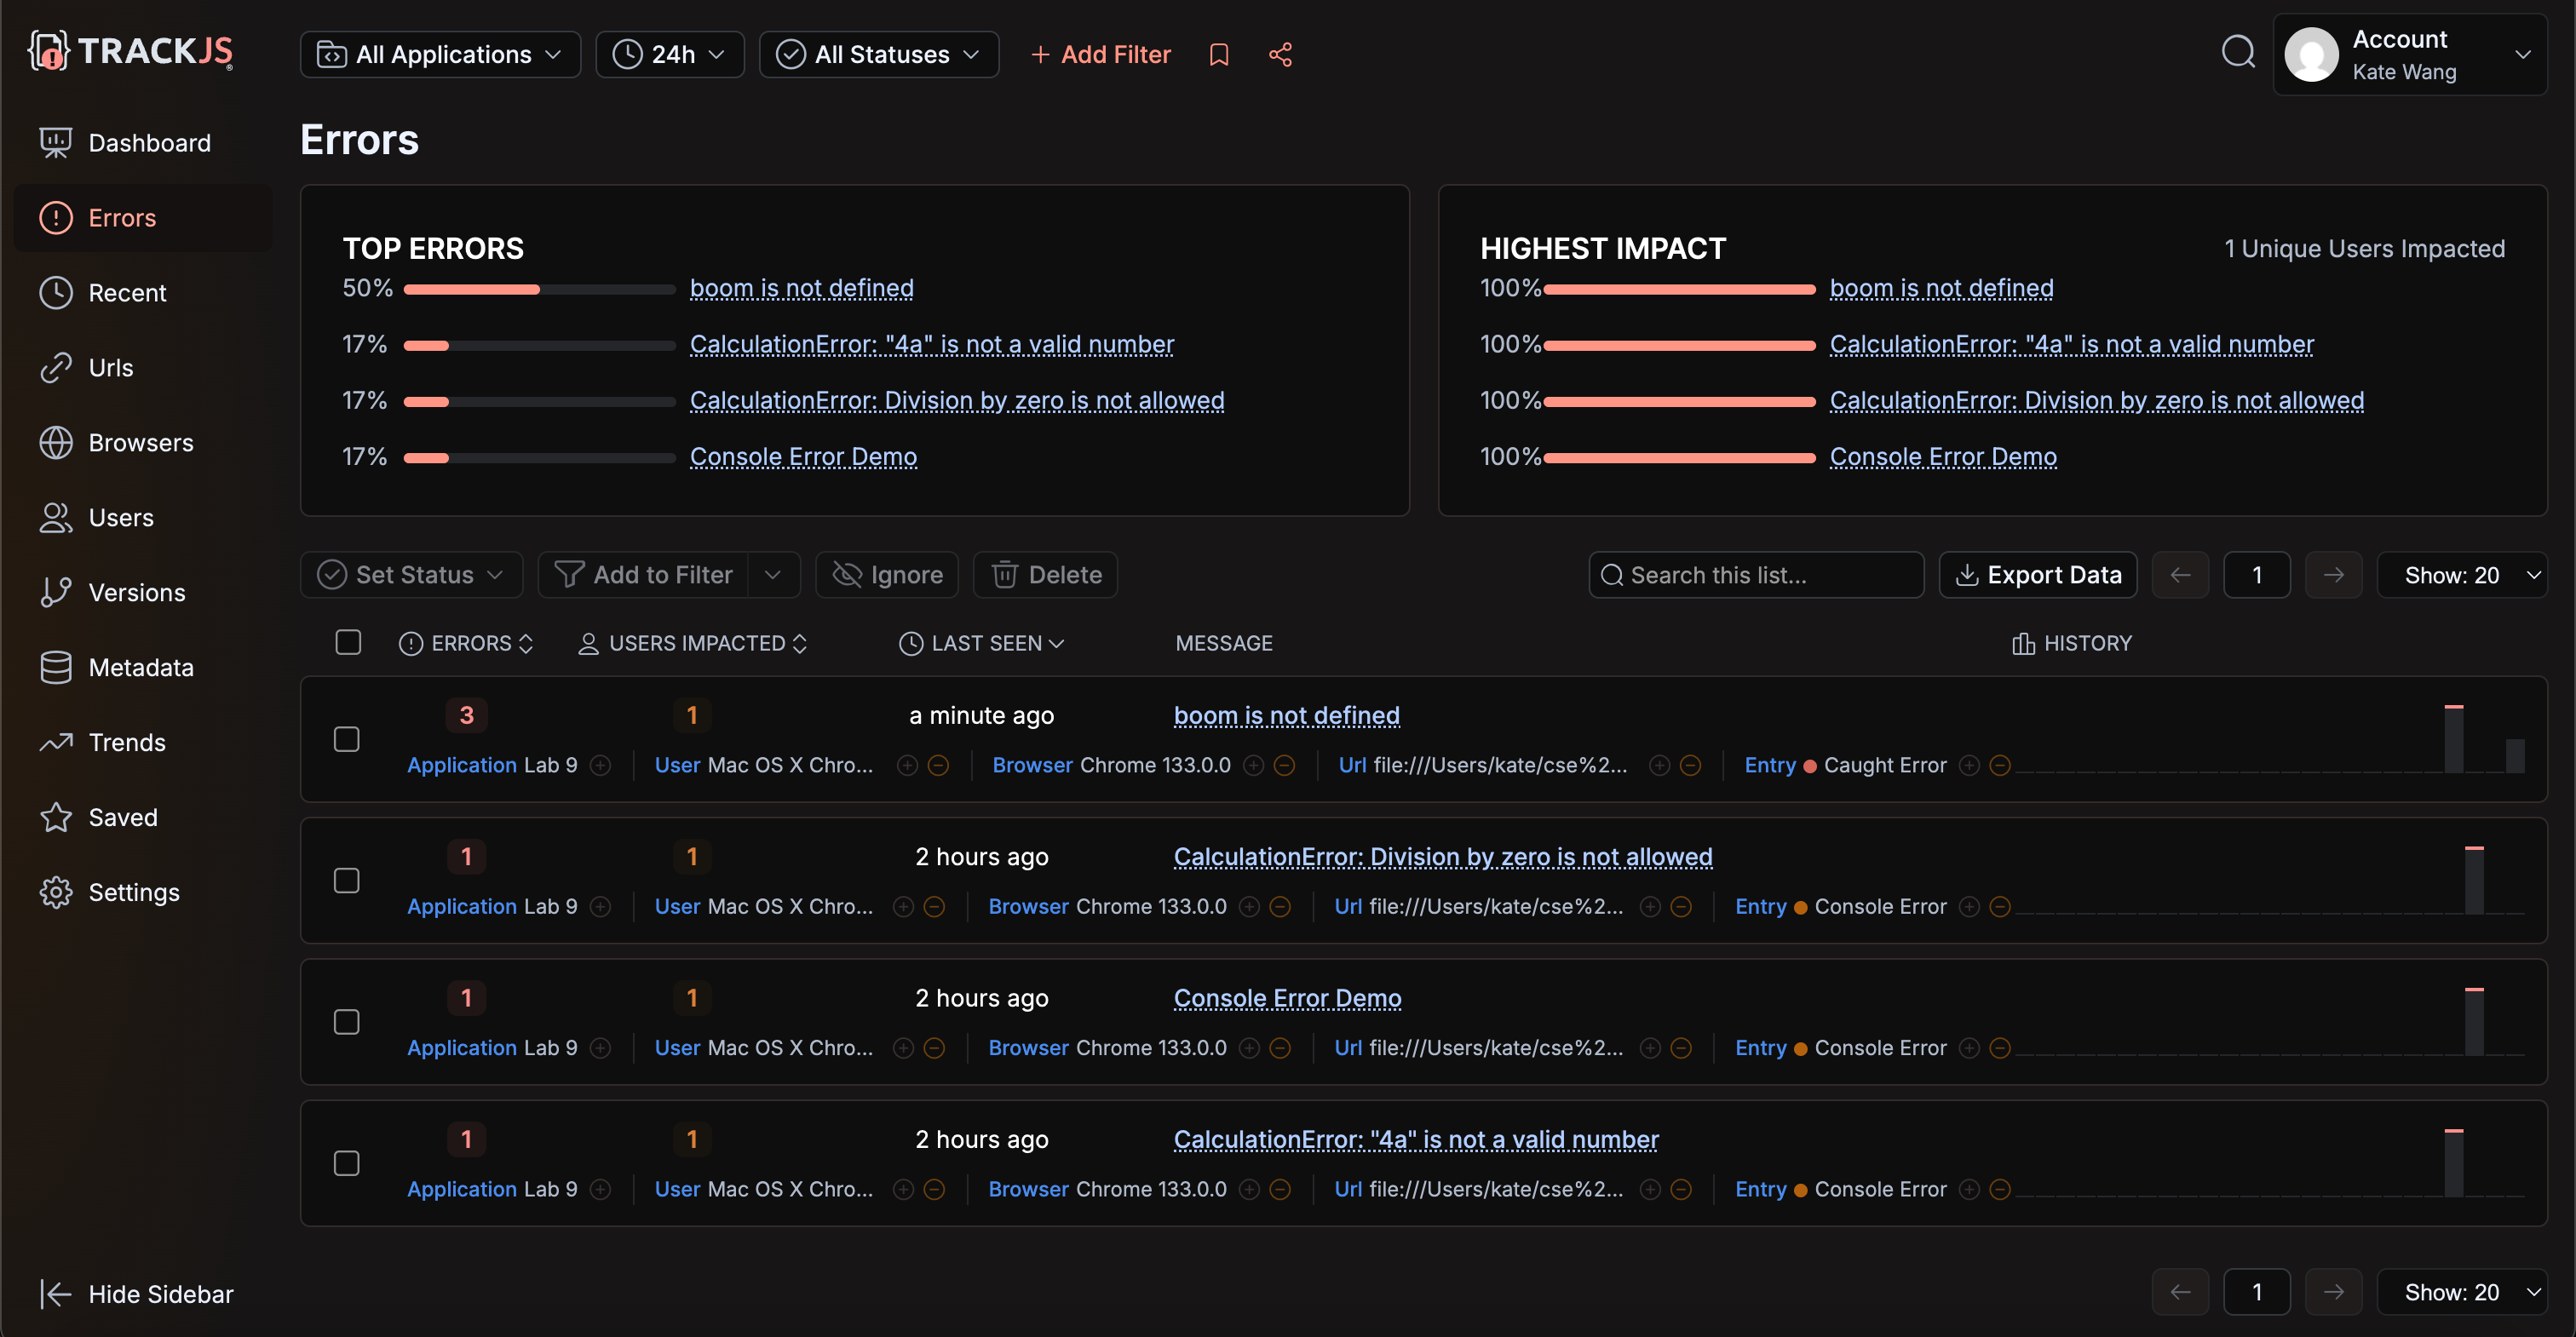 TRACKJS
All Applications 24h All Statuses + Add Filter
Account
Kate Wang
Dashboard
Errors
Recent
Urls
Browsers
Users
Versions
Metadata
Trends
Saved
Settings
Hide Sidebar
Errors
TOP ERRORS
50% boom is not defined
17% CalculationError: "4a" is not a valid number
17% CalculationError: Division by zero is not allowed
17% Console Error Demo
HIGHEST IMPACT 1 Unique Users Impacted
100% boom is not defined
100% CalculationError: "4a" is not a valid number
100% CalculationError: Division by zero is not allowed
100% Console Error Demo
Set Status Add to Filter Ignore Delete Search this list... Export Data 1 Show: 20
ERRORS USERS IMPACTED LAST SEEN MESSAGE HISTORY
3 1 a minute ago boom is not defined
Application Lab 9 User Mac OS X Chro... Browser Chrome 133.0.0 Url file:///Users/kate/cse%2... Entry Caught Error
1 1 2 hours ago CalculationError: Division by zero is not allowed
Application Lab 9 User Mac OS X Chro... Browser Chrome 133.0.0 Url file:///Users/kate/cse%2... Entry Console Error
1 1 2 hours ago Console Error Demo
Application Lab 9 User Mac OS X Chro... Browser Chrome 133.0.0 Url file:///Users/kate/cse%2... Entry Console Error
1 1 2 hours ago CalculationError: "4a" is not a valid number
Application Lab 9 User Mac OS X Chro... Browser Chrome 133.0.0 Url file:///Users/kate/cse%2... Entry Console Error
1 Show: 20